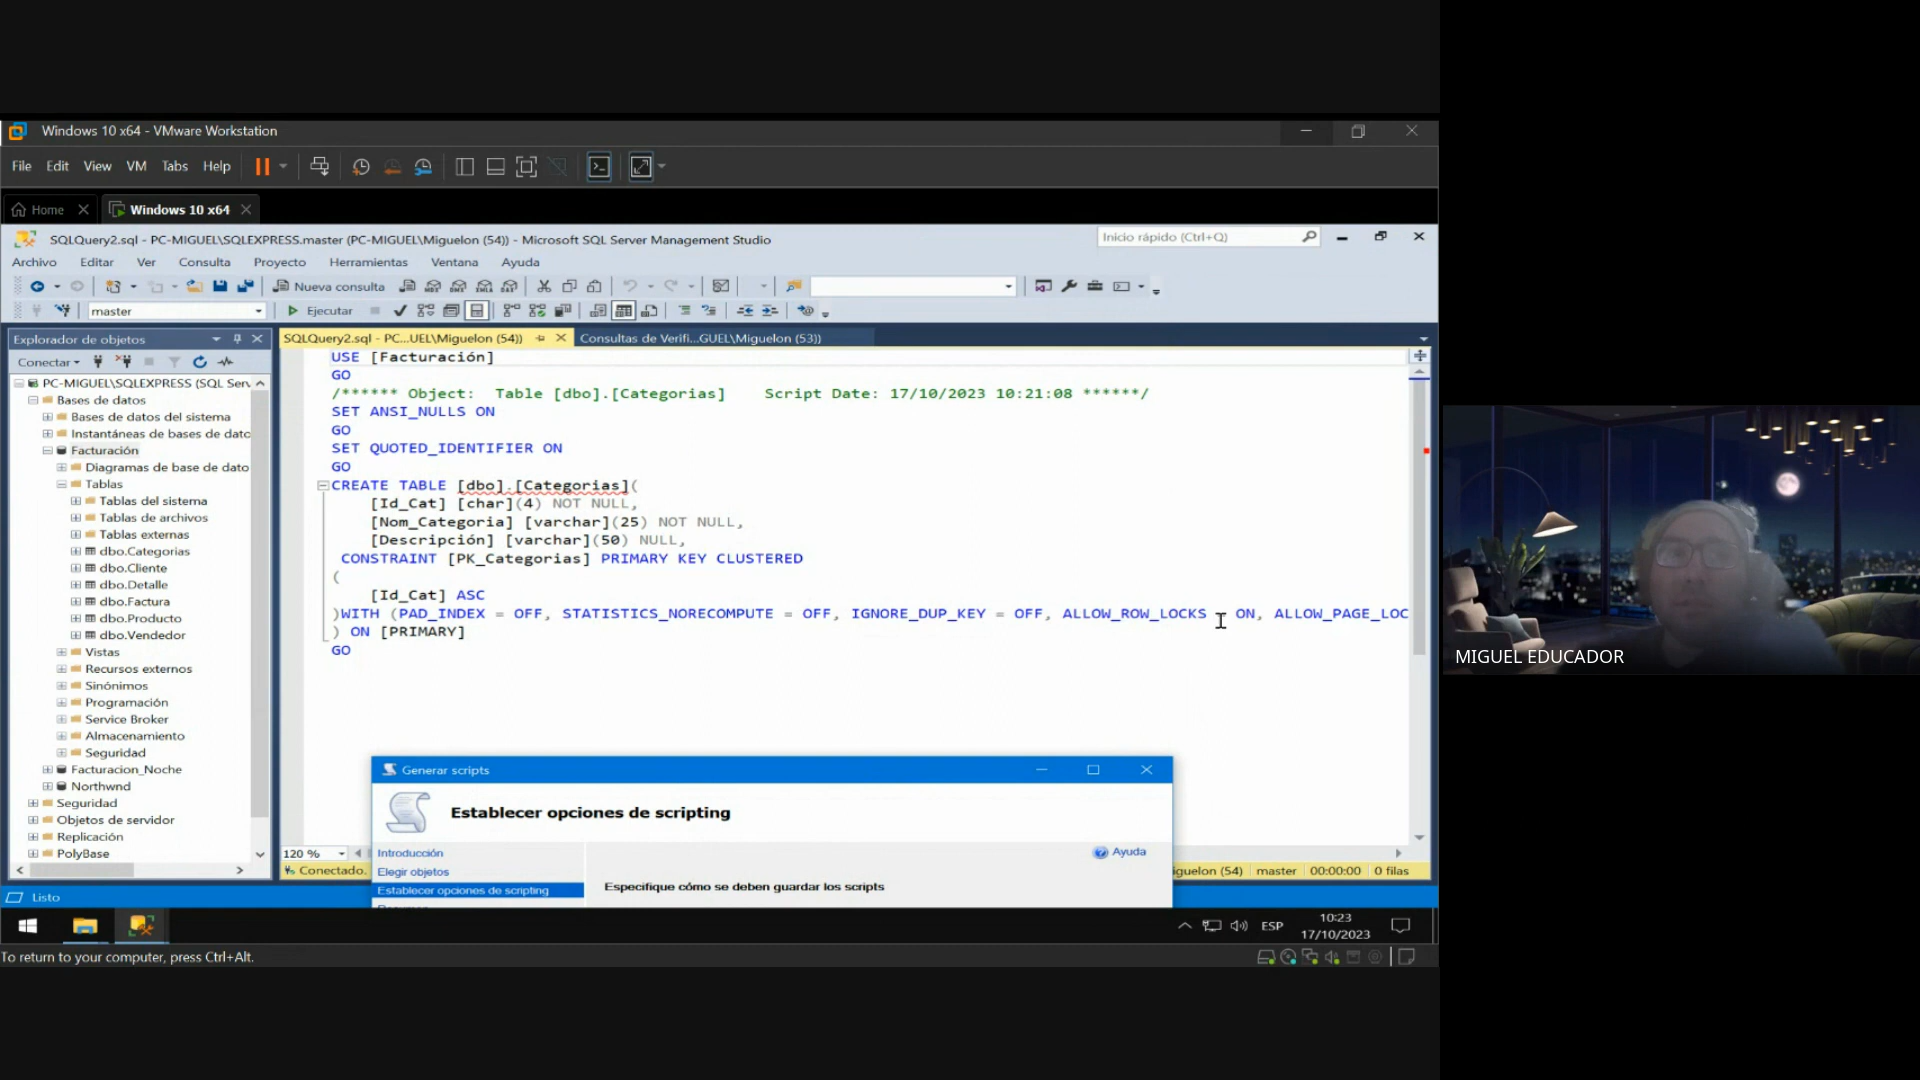 Windows 10 x64 - VMware Workstation
File Edit View VM Tabs Help
Home
Windows 10 x64
SQLQuery2.sql - PC-MIGUEL\SQLEXPRESS.master (PC-MIGUEL\Miguelon (54)) - Microsoft SQL Server Management Studio
Inicio rápido (Ctrl+Q)
Archivo Editar Ver Consulta Proyecto Herramientas Ventana Ayuda
Nueva consulta
master
Ejecutar
Explorador de objetos
Conectar
PC-MIGUEL\SQLEXPRESS (SQL Serv
Bases de datos
Bases de datos del sistema
Instantáneas de bases de dato
Facturación
Diagramas de base de dato
Tablas
Tablas del sistema
Tablas de archivos
Tablas externas
dbo.Categorias
dbo.Cliente
dbo.Detalle
dbo.Factura
dbo.Producto
dbo.Vendedor
Vistas
Recursos externos
Sinónimos
Programación
Service Broker
Almacenamiento
Seguridad
Facturacion_Noche
Northwnd
Seguridad
Objetos de servidor
Replicación
PolyBase
SQLQuery2.sql - PC...UEL\Miguelon (54))
Consultas de Verifi...GUEL\Miguelon (53))
USE [Facturación]
GO
/****** Object:  Table [dbo].[Categorias]    Script Date: 17/10/2023 10:21:08 ******/
SET ANSI_NULLS ON
GO
SET QUOTED_IDENTIFIER ON
GO
CREATE TABLE [dbo].[Categorias](
[Id_Cat] [char](4) NOT NULL,
[Nom_Categoria] [varchar](25) NOT NULL,
[Descripción] [varchar](50) NULL,
CONSTRAINT [PK_Categorias] PRIMARY KEY CLUSTERED
(
[Id_Cat] ASC
)WITH (PAD_INDEX = OFF, STATISTICS_NORECOMPUTE = OFF, IGNORE_DUP_KEY = OFF, ALLOW_ROW_LOCKS = ON, ALLOW_PAGE_LOC
) ON [PRIMARY]
GO
120 %
Conectado.
iguelon (54) master 00:00:00 0 filas
Generar scripts
Establecer opciones de scripting
Introducción
Elegir objetos
Establecer opciones de scripting
Ayuda
Especifique cómo se deben guardar los scripts
Listo
ESP
10:23
17/10/2023
To return to your computer, press Ctrl+Alt.
MIGUEL EDUCADOR